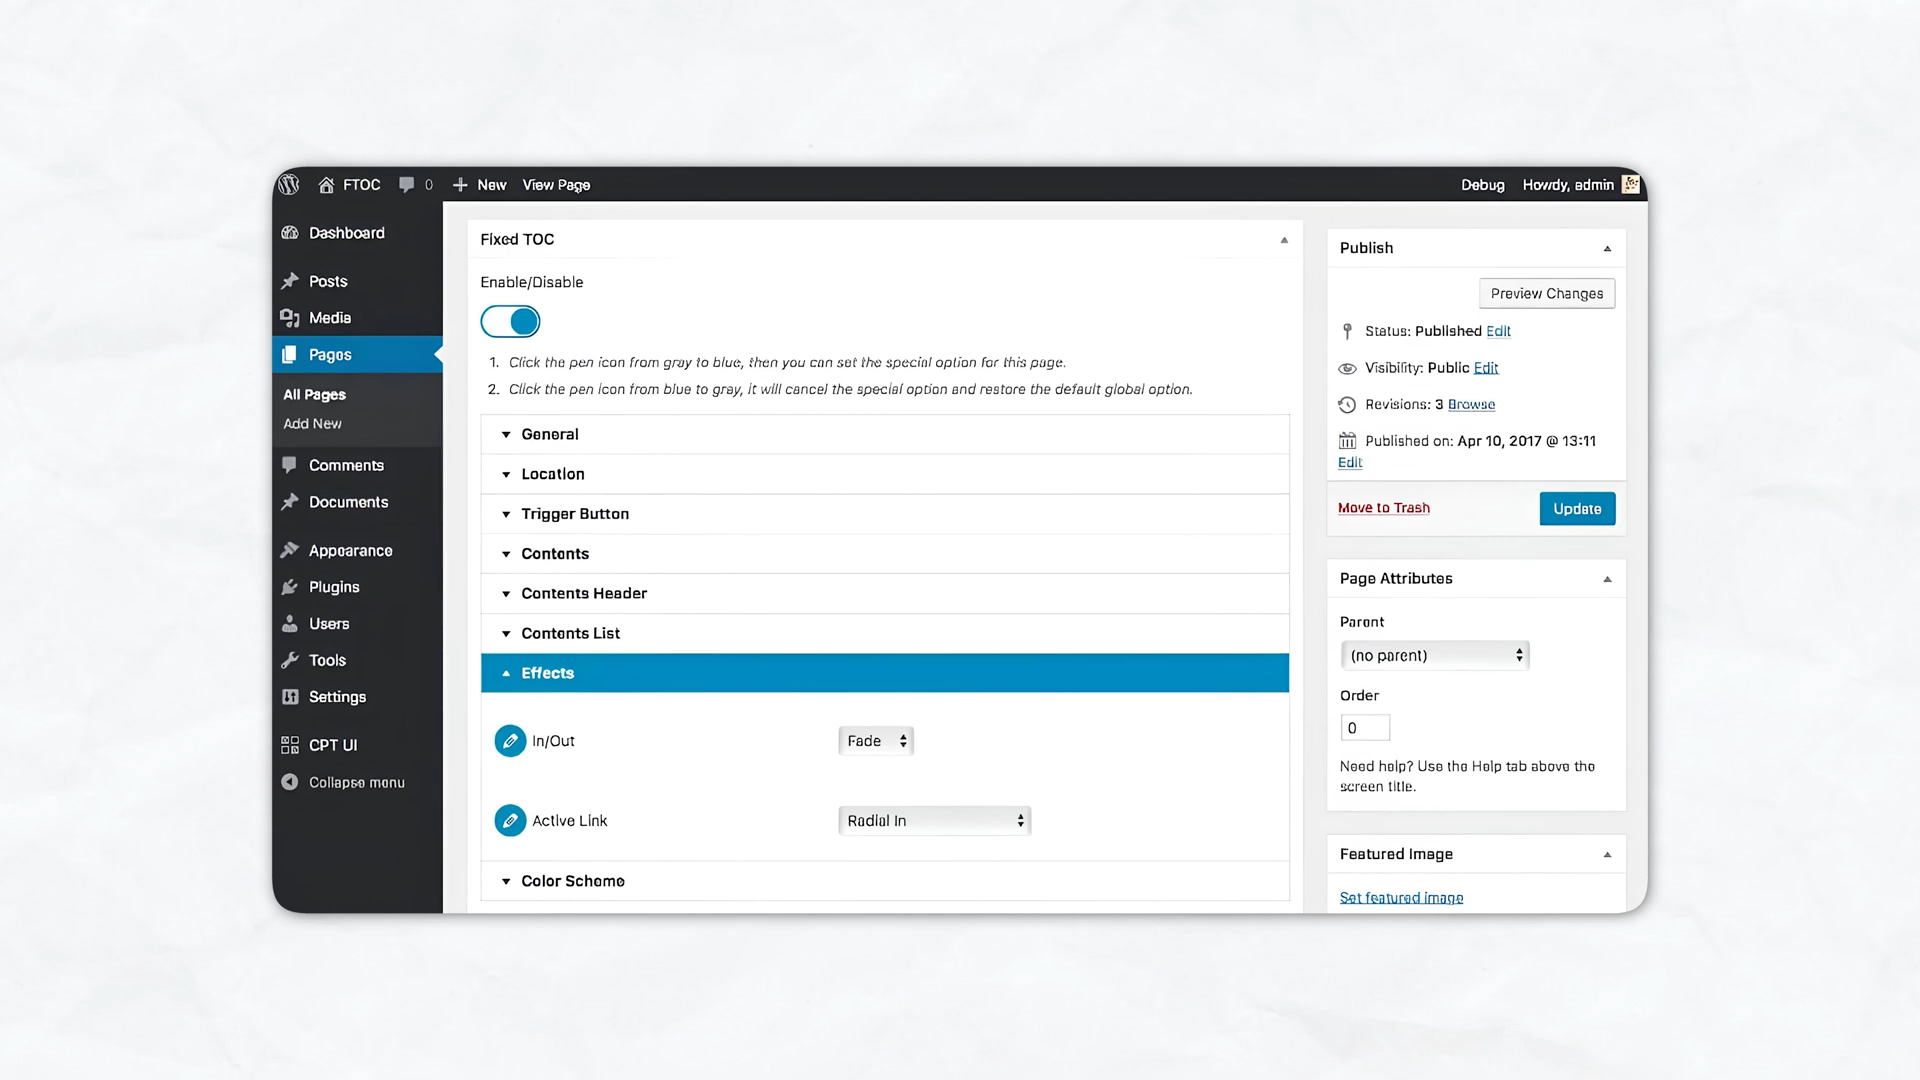 FTOC 0 New View Page Debug Howdy, admin
Dashboard
Posts
Media
Pages
All Pages
Add New
Comments
Documents
Appearance
Plugins
Users
Tools
Settings
CPT UI
Collapse menu
Fixed TOC
Enable/Disable
1. Click the pen icon from gray to blue, then you can set the special option for this page.
2. Click the pen icon from blue to gray, it will cancel the special option and restore the default global option.
General
Location
Trigger Button
Contents
Contents Header
Contents List
Effects
In/Out Fade
Active Link Radial In
Color Scheme
Publish
Preview Changes
Status: Published Edit
Visibility: Public Edit
Revisions: 3 Browse
Published on: Apr 10, 2017 @ 13:11
Edit
Move to Trash Update
Page Attributes
Parent
(no parent)
Order
0
Need help? Use the Help tab above the
screen title.
Featured Image
Set featured image